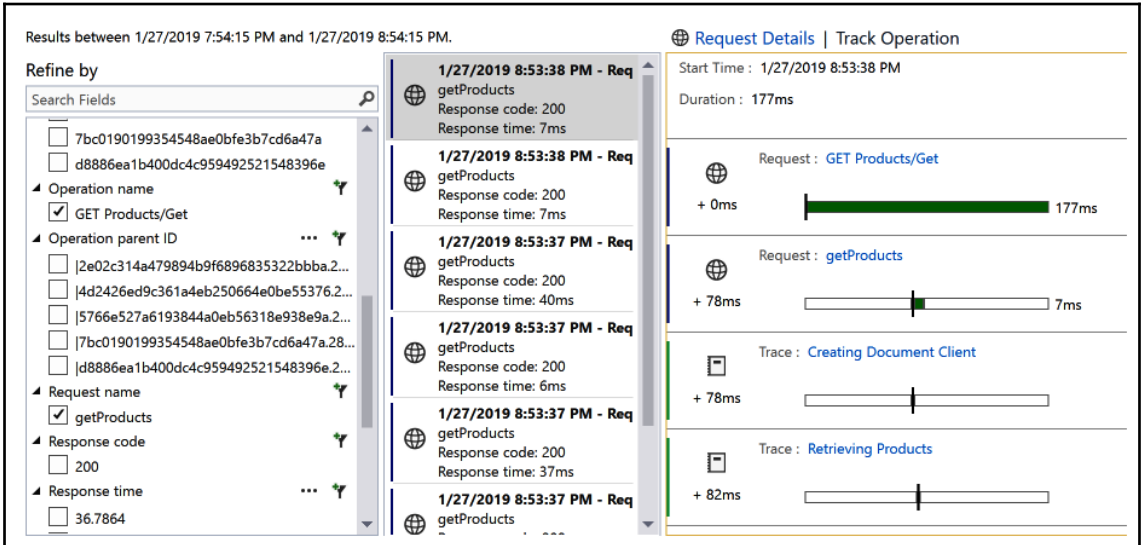 Results between 1/27/2019 7:54:15 PM and 1/27/2019 8:54:15 PM.
Refine by
Search Fields
7bc0190199354548ae0bfe3b7cd6a47a
d8886ea1b400dc4c959492521548396e
Operation name
GET Products/Get
Operation parent ID
|2e02c314a479894b9f6896835322bbba.2...
|4d2426ed9c361a4eb250664e0be55376.2...
|5766e527a6193844a0eb56318e938e9a.2...
|7bc0190199354548ae0bfe3b7cd6a47a.28...
|d8886ea1b400dc4c959492521548396e.2...
Request name
getProducts
Response code
200
Response time
36.7864
1/27/2019 8:53:38 PM - Req
getProducts
Response code: 200
Response time: 7ms
1/27/2019 8:53:38 PM - Req
getProducts
Response code: 200
Response time: 7ms
1/27/2019 8:53:37 PM - Req
getProducts
Response code: 200
Response time: 40ms
1/27/2019 8:53:37 PM - Req
getProducts
Response code: 200
Response time: 6ms
1/27/2019 8:53:37 PM - Req
getProducts
Response code: 200
Response time: 37ms
1/27/2019 8:53:37 PM - Req
getProducts
Request Details | Track Operation
Start Time : 1/27/2019 8:53:38 PM
Duration : 177ms
Request : GET Products/Get
+ 0ms 177ms
Request : getProducts
+ 78ms 7ms
Trace : Creating Document Client
+ 78ms
Trace : Retrieving Products
+ 82ms